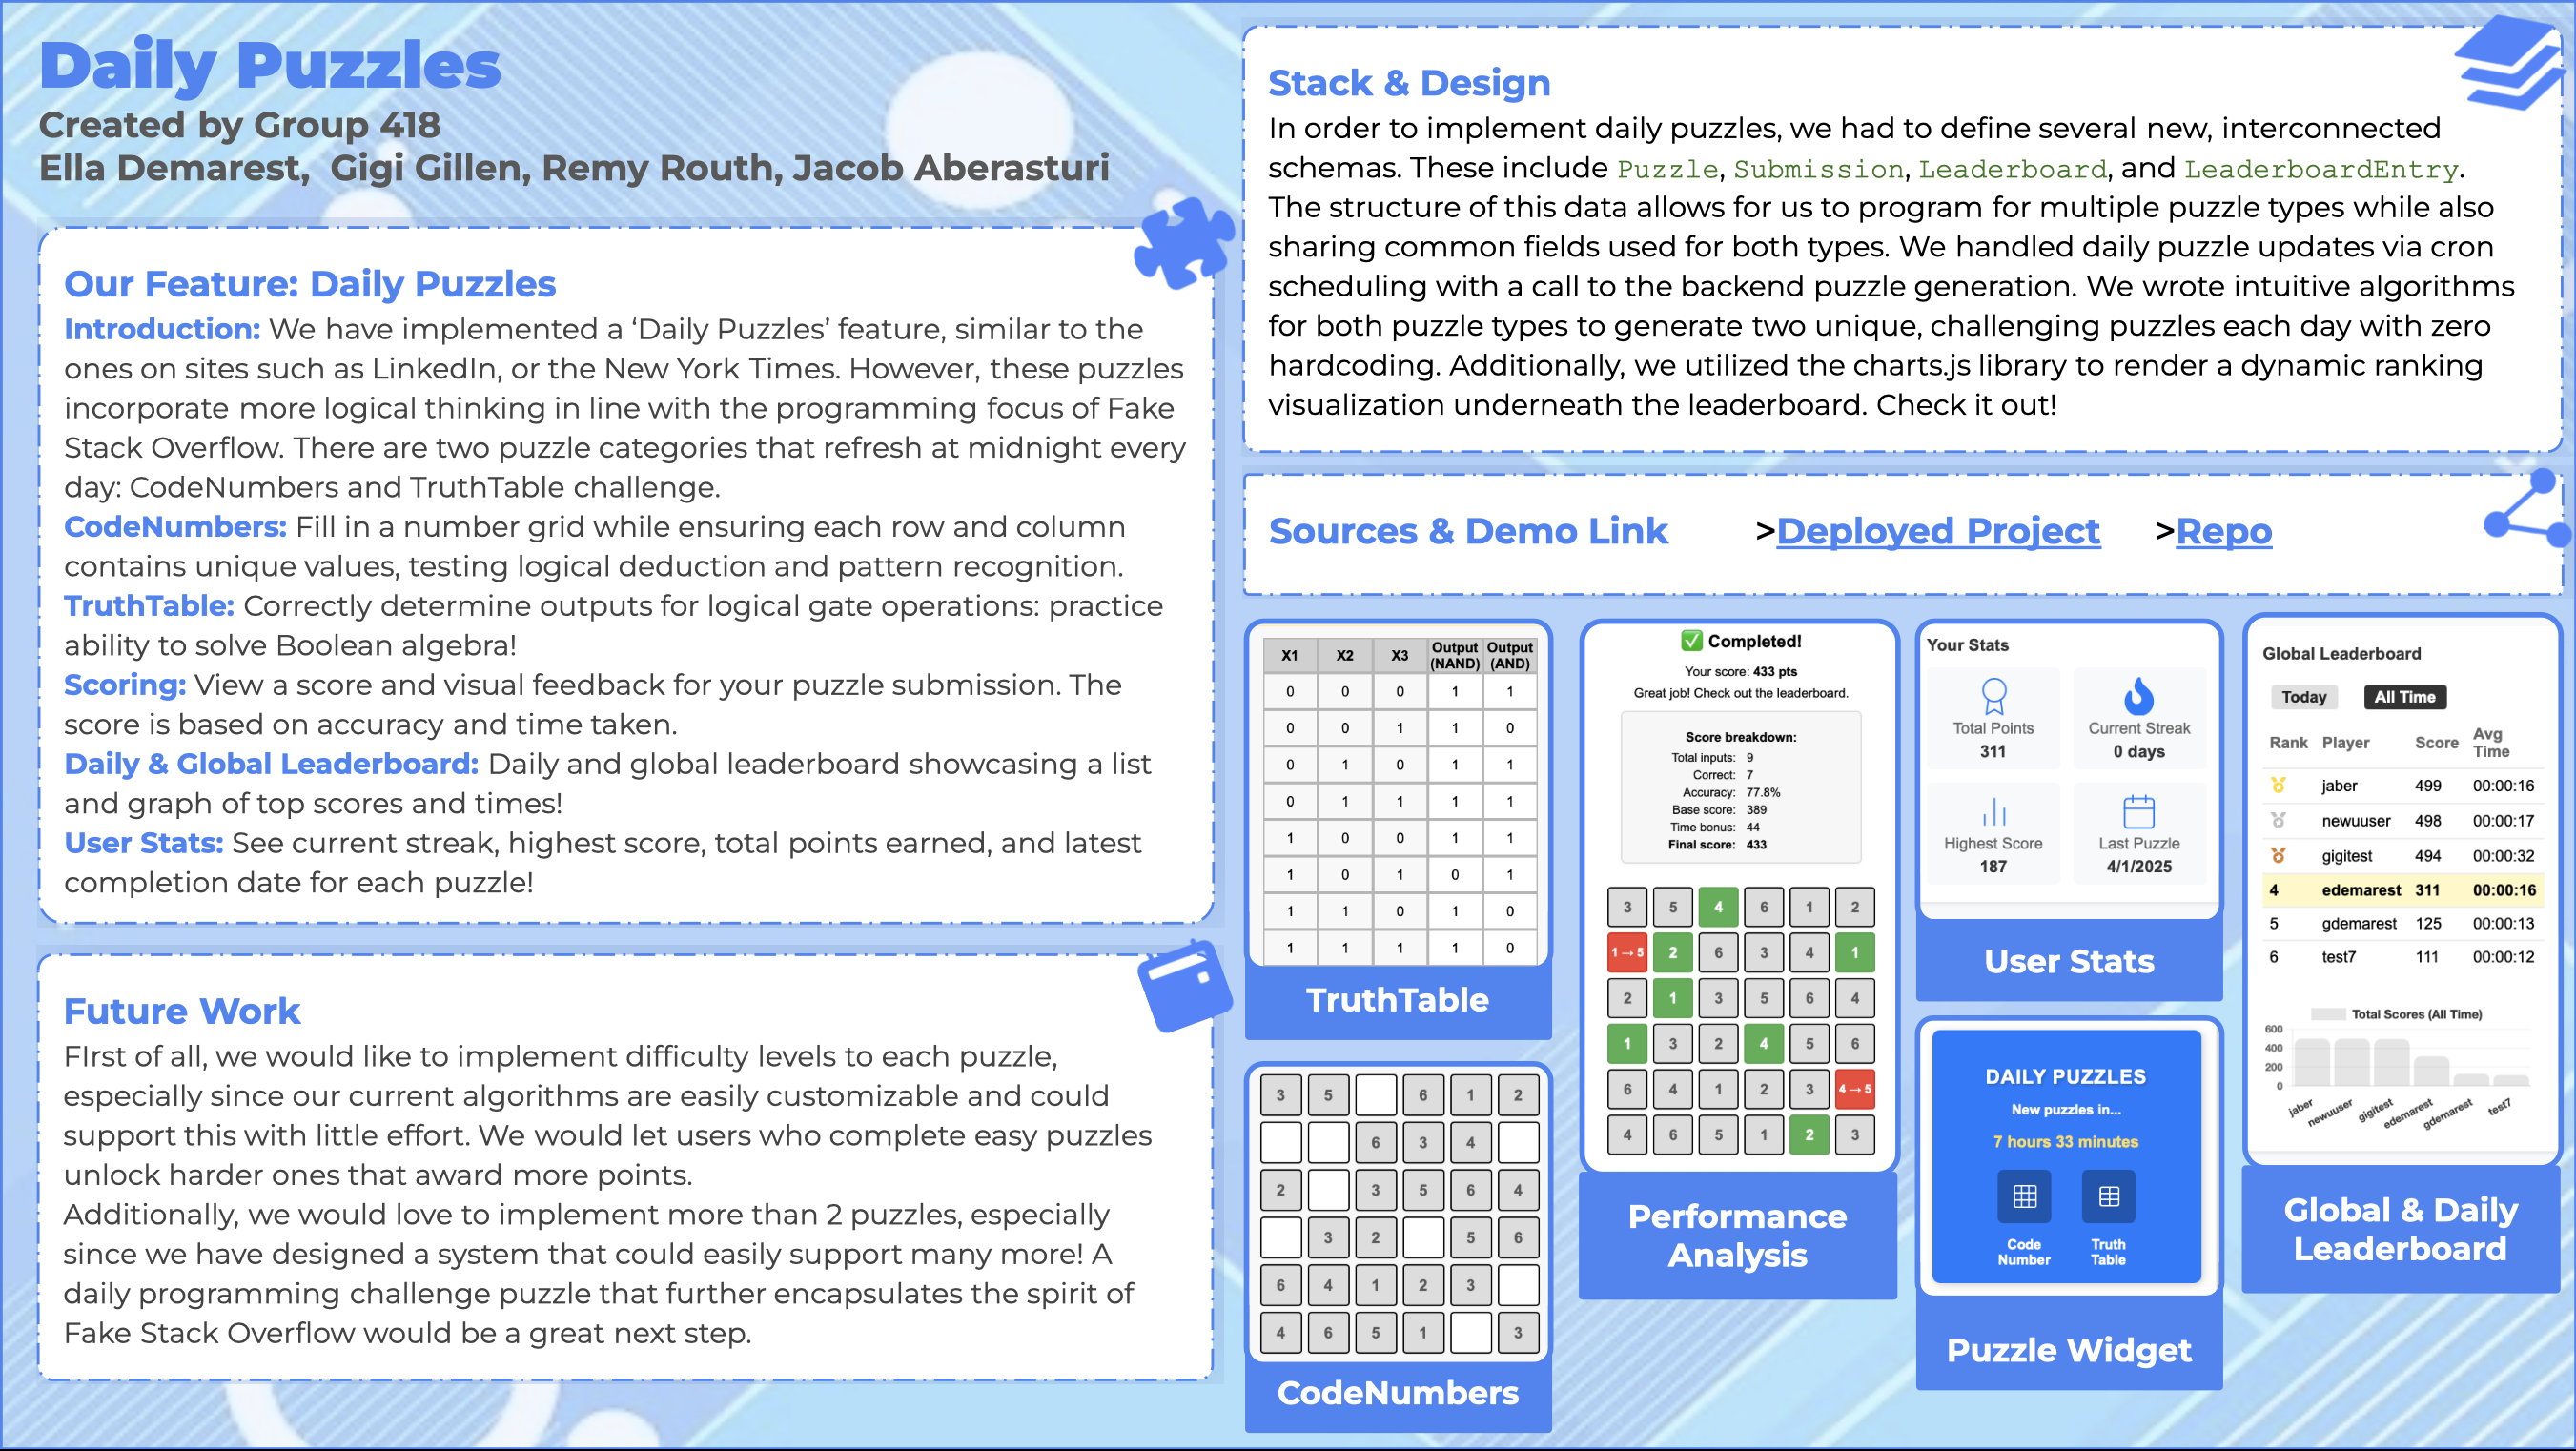 Daily Puzzles
Created by Group 418
Ella Demarest,  Gigi Gillen, Remy Routh, Jacob Aberasturi
Our Feature: Daily Puzzles
Introduction: We have implemented a ‘Daily Puzzles’ feature, similar to the
ones on sites such as LinkedIn, or the New York Times. However, these puzzles
incorporate more logical thinking in line with the programming focus of Fake
Stack Overflow. There are two puzzle categories that refresh at midnight every
day: CodeNumbers and TruthTable challenge.
CodeNumbers: Fill in a number grid while ensuring each row and column
contains unique values, testing logical deduction and pattern recognition.
TruthTable: Correctly determine outputs for logical gate operations: practice
ability to solve Boolean algebra!
Scoring: View a score and visual feedback for your puzzle submission. The
score is based on accuracy and time taken.
Daily & Global Leaderboard: Daily and global leaderboard showcasing a list
and graph of top scores and times!
User Stats: See current streak, highest score, total points earned, and latest
completion date for each puzzle!
Future Work
FIrst of all, we would like to implement difficulty levels to each puzzle,
especially since our current algorithms are easily customizable and could
support this with little effort. We would let users who complete easy puzzles
unlock harder ones that award more points.
Additionally, we would love to implement more than 2 puzzles, especially
since we have designed a system that could easily support many more! A
daily programming challenge puzzle that further encapsulates the spirit of
Fake Stack Overflow would be a great next step.
Stack & Design
In order to implement daily puzzles, we had to define several new, interconnected
schemas. These include Puzzle, Submission, Leaderboard, and LeaderboardEntry.
The structure of this data allows for us to program for multiple puzzle types while also
sharing common fields used for both types. We handled daily puzzle updates via cron
scheduling with a call to the backend puzzle generation. We wrote intuitive algorithms
for both puzzle types to generate two unique, challenging puzzles each day with zero
hardcoding. Additionally, we utilized the charts.js library to render a dynamic ranking
visualization underneath the leaderboard. Check it out!
Sources & Demo Link >Deployed Project >Repo
X1 X2 X3 Output (NAND) Output (AND)
0 0 0 1 1
0 0 1 1 0
0 1 0 1 1
0 1 1 1 1
1 0 0 1 1
1 0 1 0 1
1 1 0 1 0
1 1 1 1 0
TruthTable
3 5 6 1 2
6 3 4
2 3 5 6 4
3 2 5 6
6 4 1 2 3
4 6 5 1 3
CodeNumbers
Completed!
Your score: 433 pts
Great job! Check out the leaderboard.
Score breakdown:
Total inputs: 9
Correct: 7
Accuracy: 77.8%
Base score: 389
Time bonus: 44
Final score: 433
3 5 4 6 1 2
1→5 2 6 3 4 1
2 1 3 5 6 4
1 3 2 4 5 6
6 4 1 2 3 4→5
4 6 5 1 2 3
Performance
Analysis
Your Stats
Total Points
311
Current Streak
0 days
Highest Score
187
Last Puzzle
4/1/2025
User Stats
DAILY PUZZLES
New puzzles in...
7 hours 33 minutes
Code
Number
Truth
Table
Puzzle Widget
Global Leaderboard
Today All Time
Rank Player Score Avg Time
jaber 499 00:00:16
newuuser 498 00:00:17
gigitest 494 00:00:32
4 edemarest 311 00:00:16
5 gdemarest 125 00:00:13
6 test7 111 00:00:12
Total Scores (All Time)
600
400
200
0
jaber newuuser gigitest edemarest gdemarest test7
Global & Daily
Leaderboard